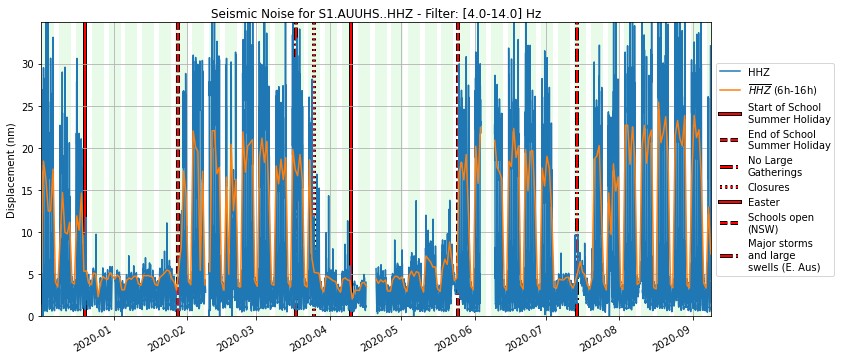 Seismic Noise for S1.AUUHS..HHZ - Filter: [4.0-14.0] Hz
Displacement (nm)
30
25
20
15
10
5
0
2020-01
2020-02
2020-03
2020-04
2020-05
2020-06
2020-07
2020-08
2020-09
HHZ
HHZ (6h-16h)
Start of School
Summer Holiday
End of School
Summer Holiday
No Large
Gatherings
Closures
Easter
Schools open
(NSW)
Major storms
and large
swells (E. Aus)